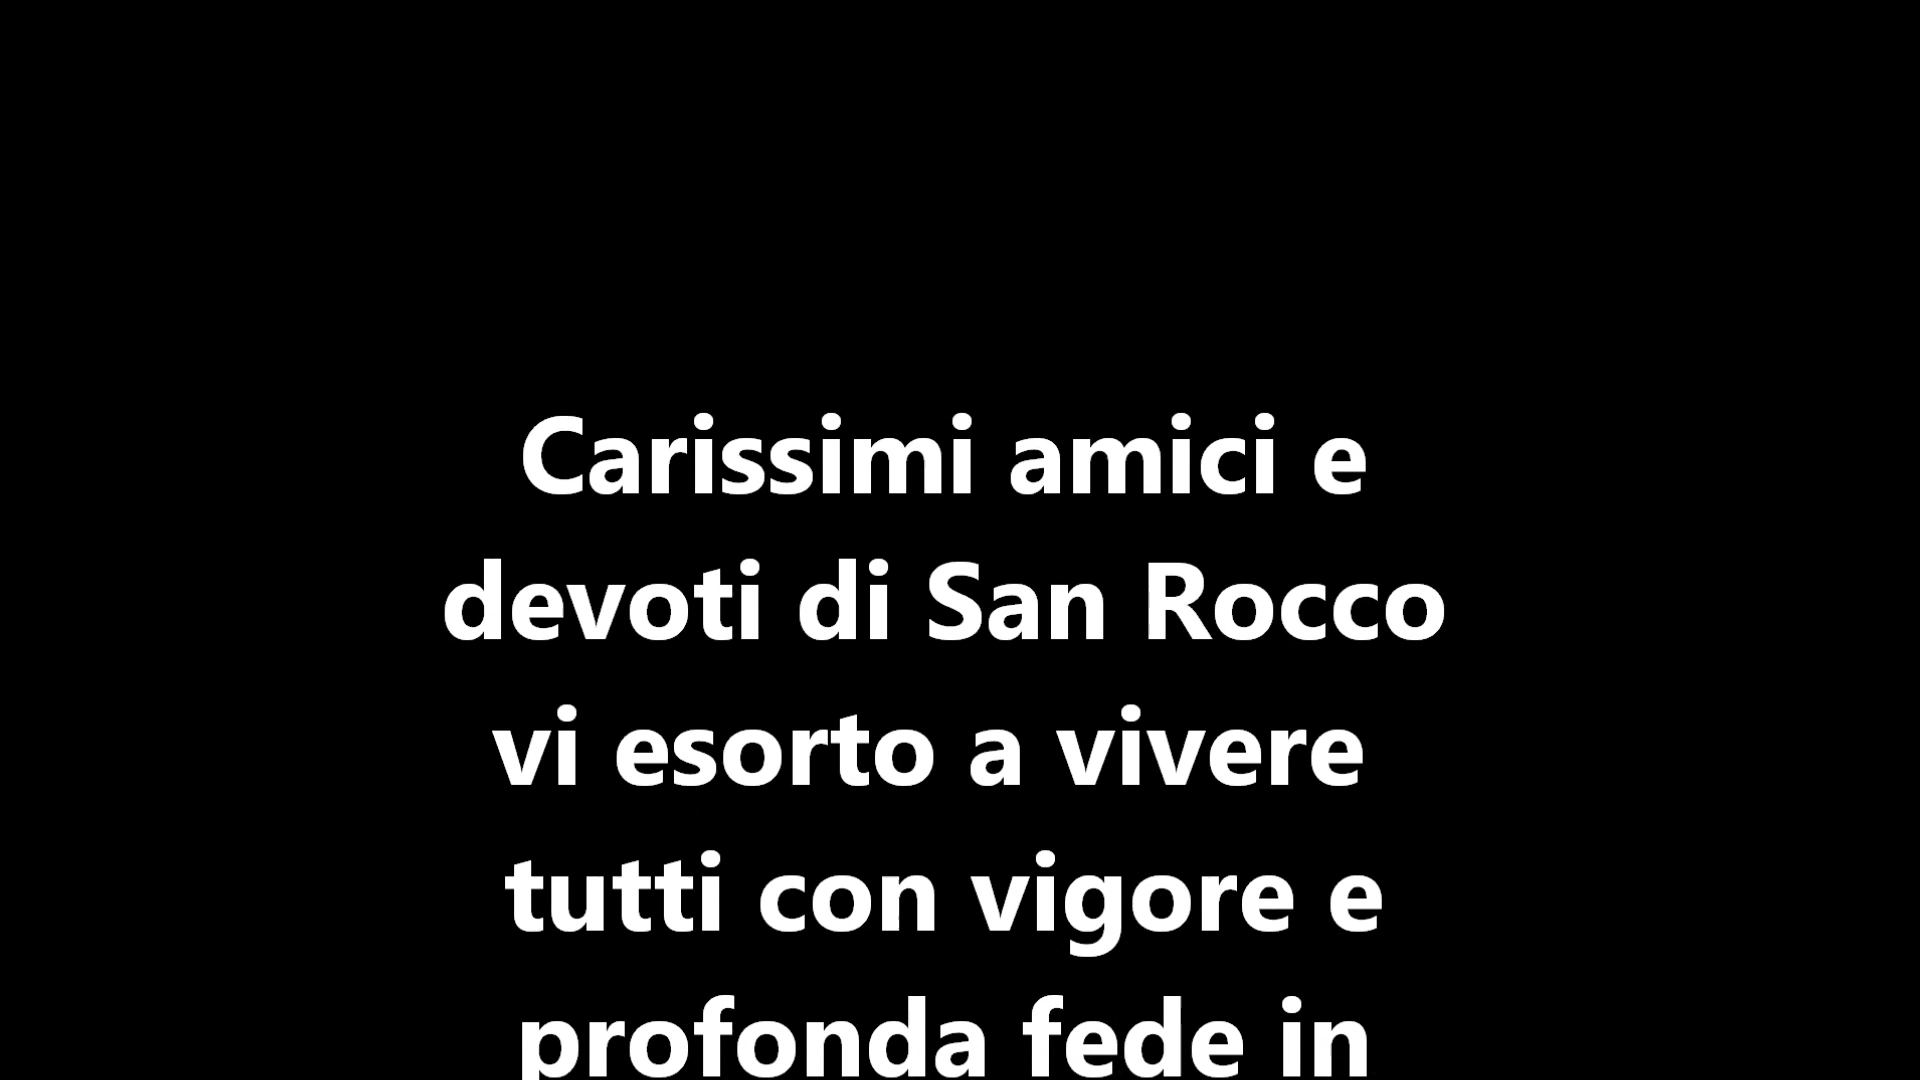 Carissimi amici e
devoti di San Rocco
vi esorto a vivere
tutti con vigore e
profonda fede in